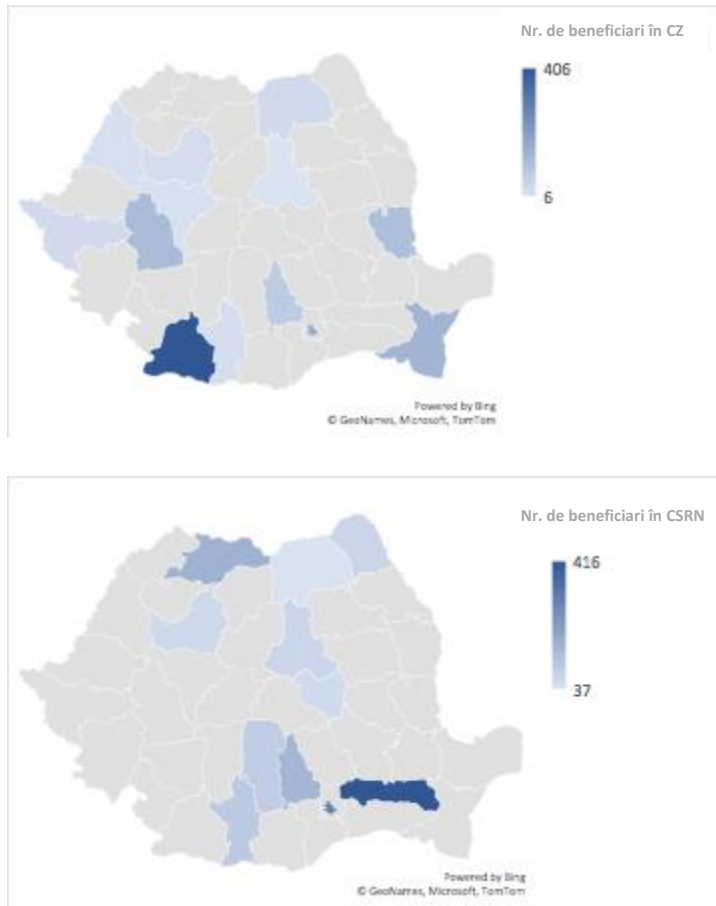 Nr. de beneficiari în CZ
406
6
Powered by Bing
© GeoNames, Microsoft, TomTom
Nr. de beneficiari în CSRN
416
37
Powered by Bing
© GeoNames, Microsoft, TomTom